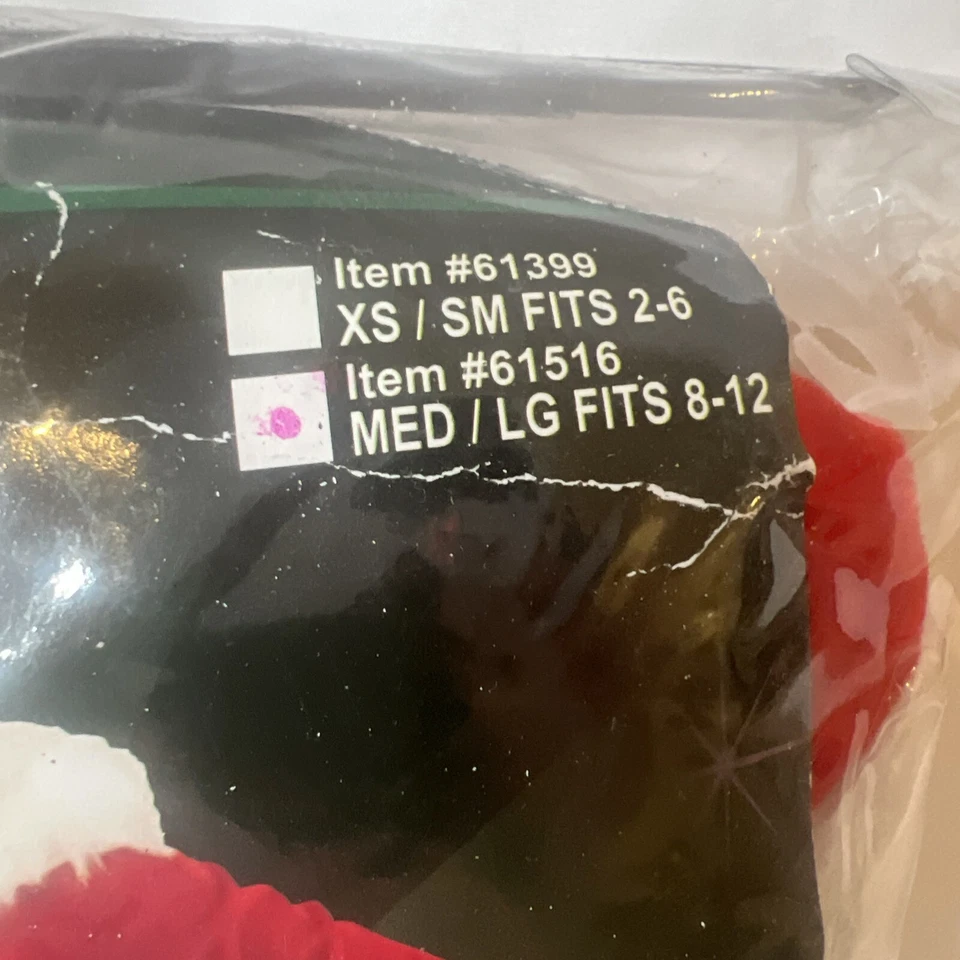 Item #61399
XS / SM FITS 2-6
Item #61516
MED / LG FITS 8-12